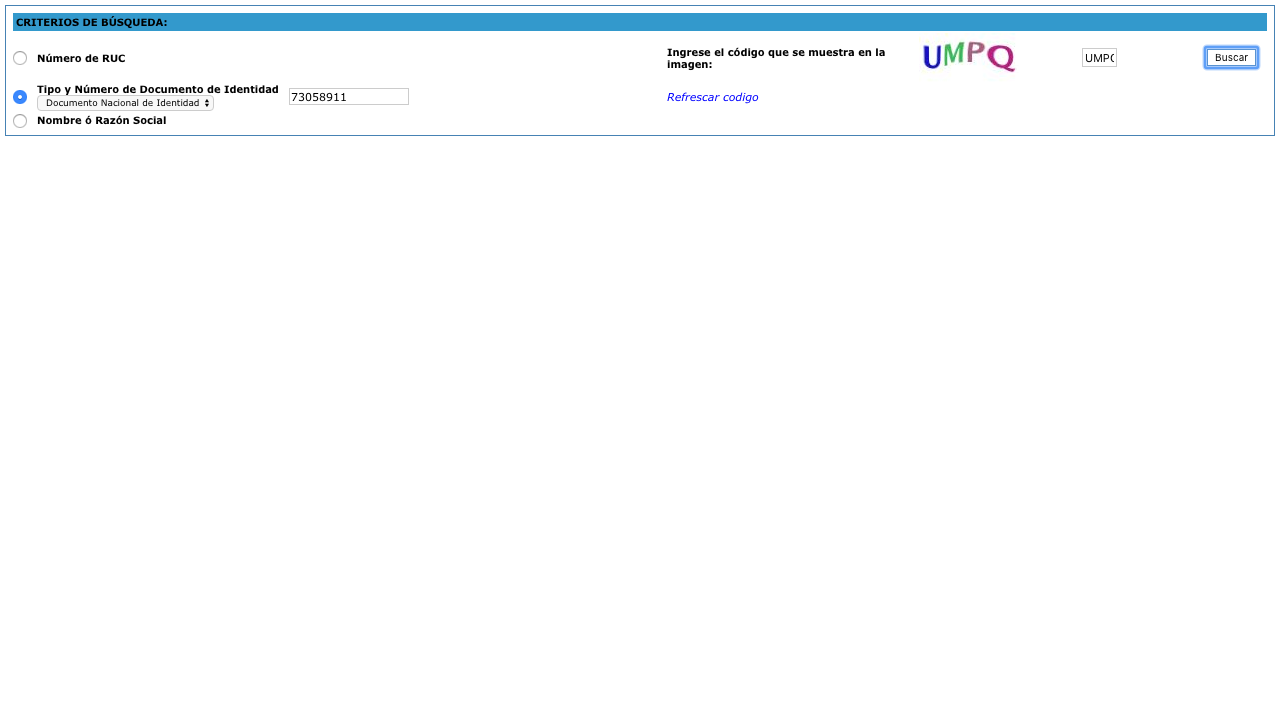 CRITERIOS DE BÚSQUEDA:
Número de RUC
Ingrese el código que se muestra en la
imagen:
UMPQ
UMPQ
Buscar
Tipo y Número de Documento de Identidad
Documento Nacional de Identidad
73058911
Refrescar codigo
Nombre ó Razón Social